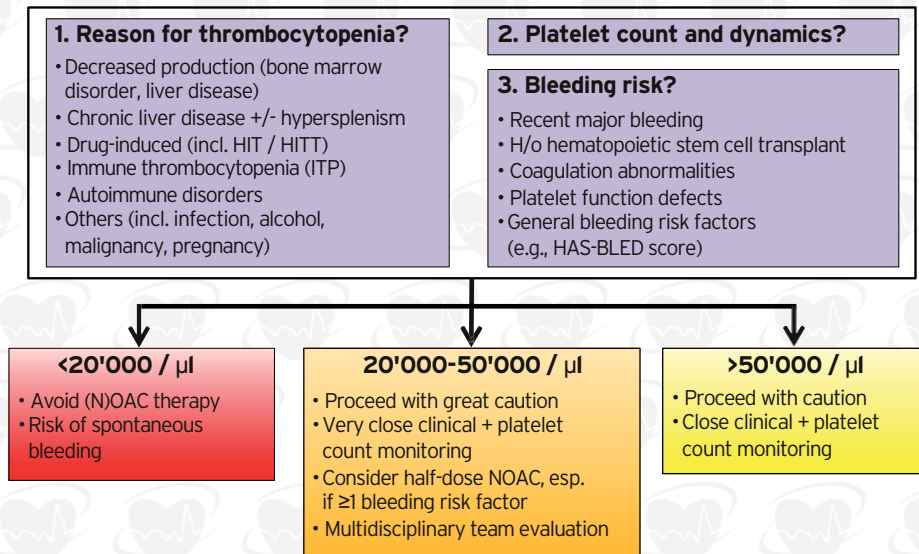 1. Reason for thrombocytopenia?
• Decreased production (bone marrow
disorder, liver disease)
• Chronic liver disease +/- hypersplenism
• Drug-induced (incl. HIT / HITT)
• Immune thrombocytopenia (ITP)
• Autoimmune disorders
• Others (incl. infection, alcohol,
malignancy, pregnancy)
2. Platelet count and dynamics?
3. Bleeding risk?
• Recent major bleeding
• H/o hematopoietic stem cell transplant
• Coagulation abnormalities
• Platelet function defects
• General bleeding risk factors
(e.g., HAS-BLED score)
<20'000 / µl
• Avoid (N)OAC therapy
• Risk of spontaneous
bleeding
20'000-50'000 / µl
• Proceed with great caution
• Very close clinical + platelet
count monitoring
• Consider half-dose NOAC, esp.
if ≥1 bleeding risk factor
• Multidisciplinary team evaluation
>50'000 / µl
• Proceed with caution
• Close clinical + platelet
count monitoring